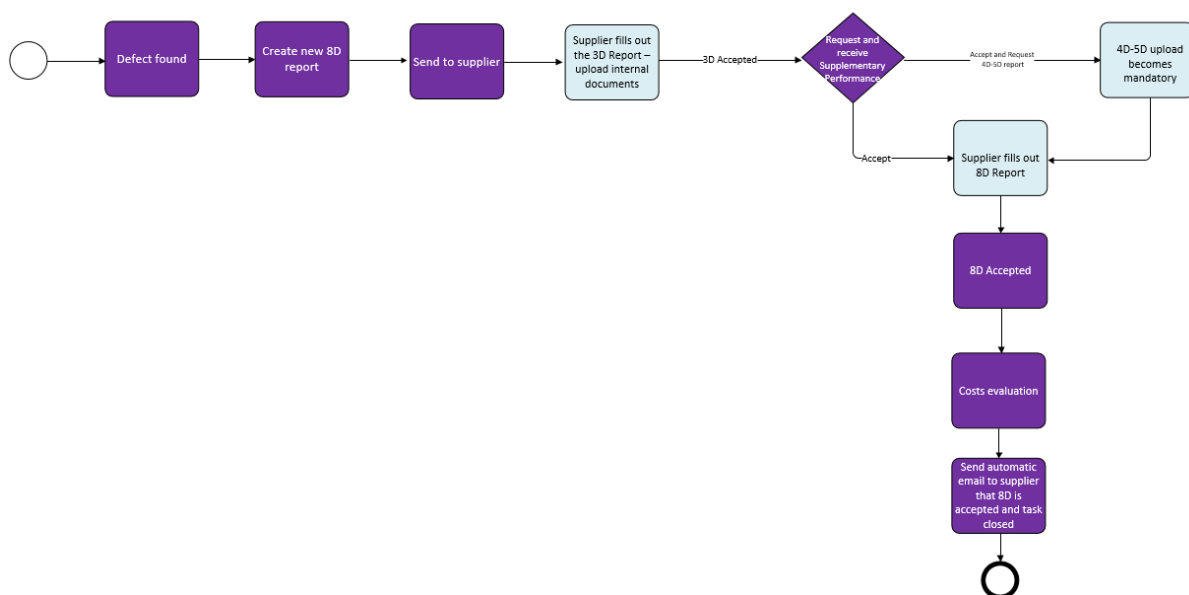 Defect found
Create new 8D
report
Send to supplier
Supplier fills out
the 3D Report –
upload internal
documents
3D Accepted
Request and
receive
Supplementary
Performance
Accept and Request
4D-5D report
4D-5D upload
becomes
mandatory
Accept
Supplier fills out
8D Report
8D Accepted
Costs evaluation
Send automatic
email to supplier
that 8D is
accepted and task
closed